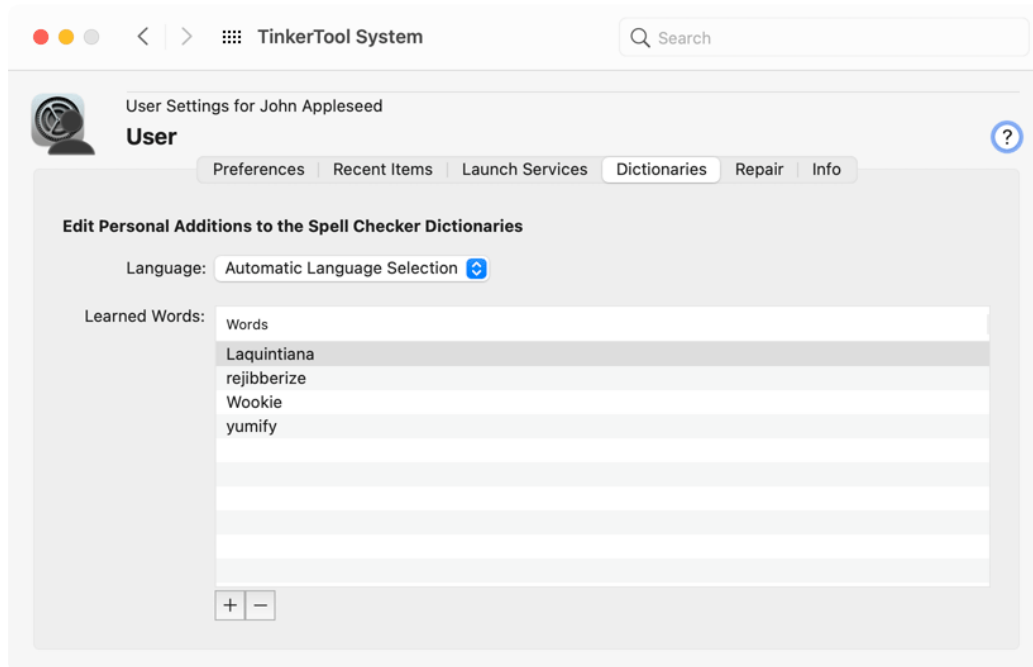 TinkerTool System
Search
User Settings for John Appleseed
User
?
Preferences Recent Items Launch Services Dictionaries Repair Info
Edit Personal Additions to the Spell Checker Dictionaries
Language: Automatic Language Selection
Learned Words:
Words
Laquintiana
rejibberize
Wookie
yumify
+ −